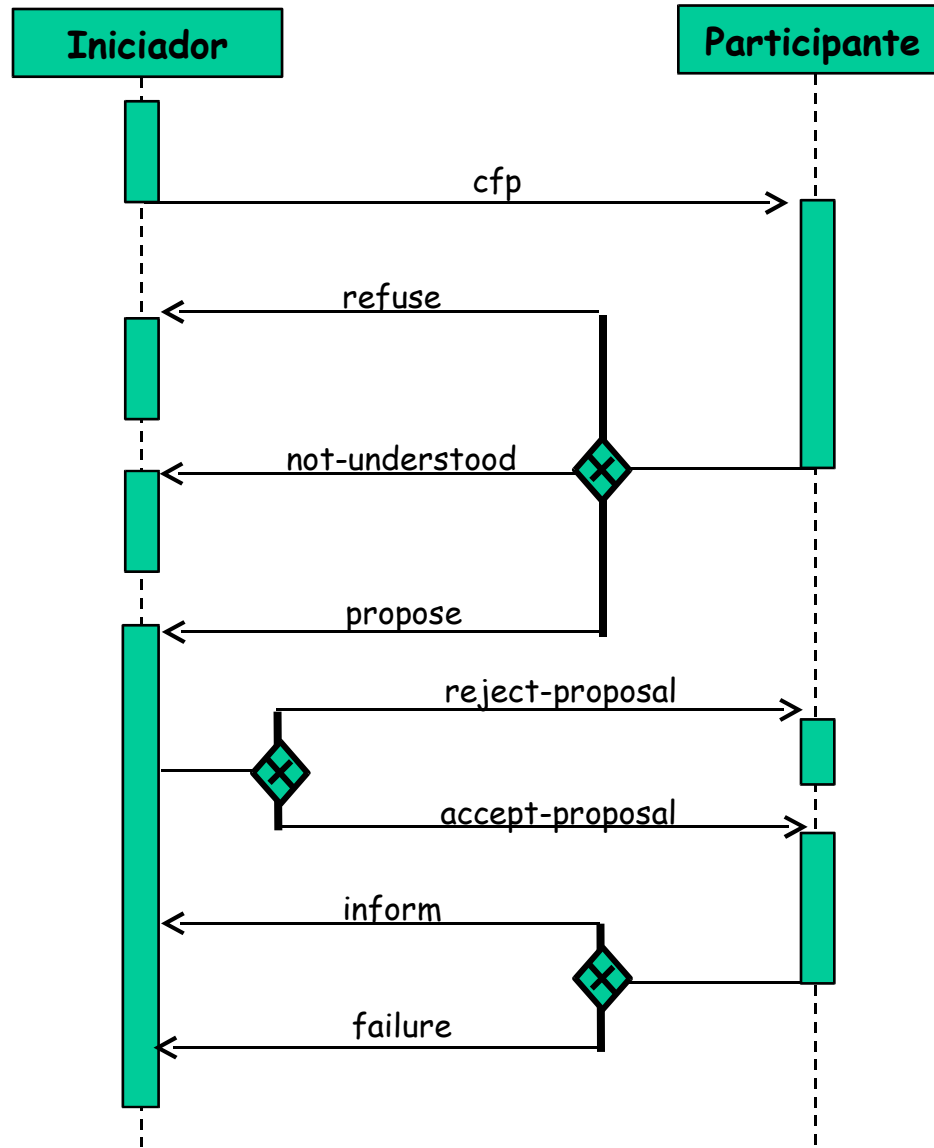 Iniciador
Participante
cfp
refuse
not-understood
propose
reject-proposal
accept-proposal
inform
failure